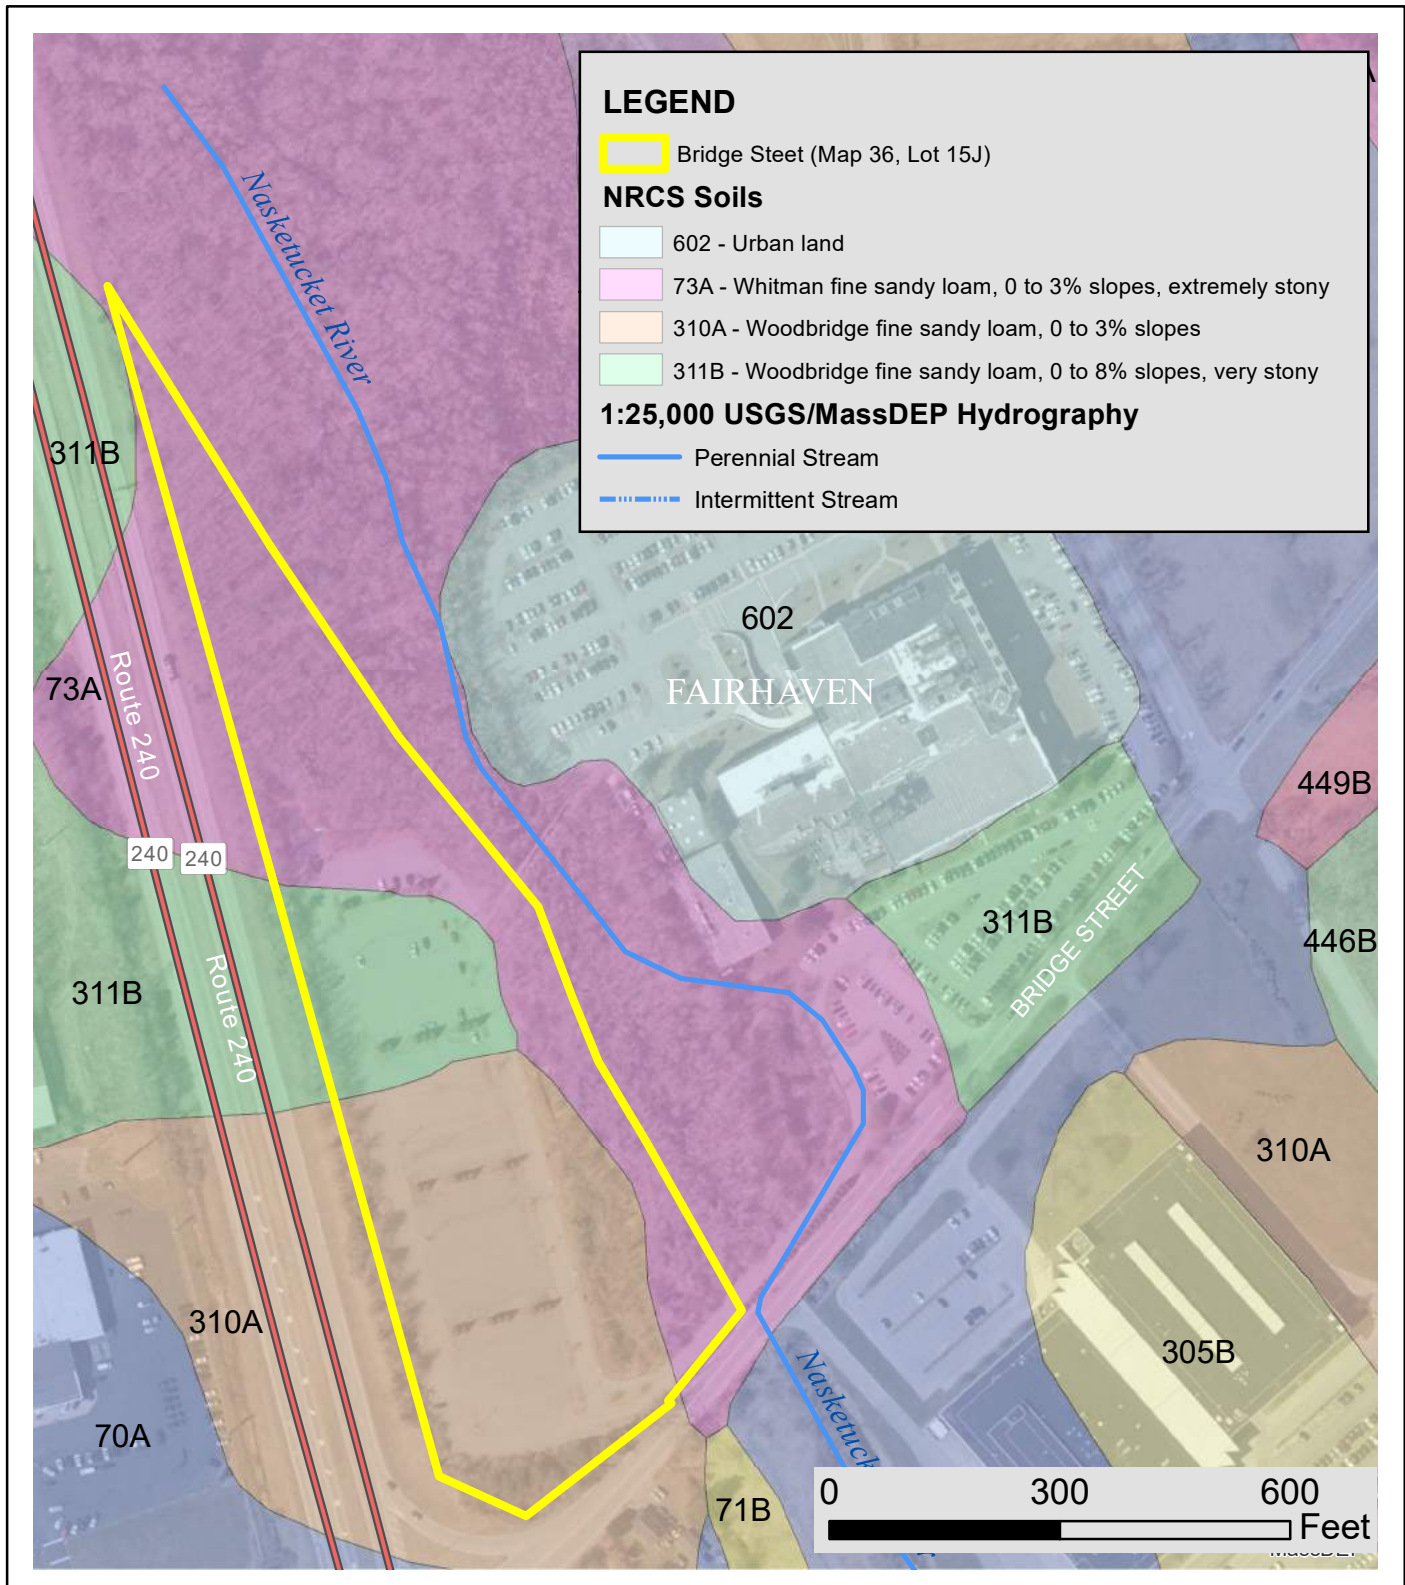 LEGEND
Bridge Steet (Map 36, Lot 15J)
NRCS Soils
602 - Urban land
73A - Whitman fine sandy loam, 0 to 3% slopes, extremely stony
310A - Woodbridge fine sandy loam, 0 to 3% slopes
311B - Woodbridge fine sandy loam, 0 to 8% slopes, very stony
1:25,000 USGS/MassDEP Hydrography
Perennial Stream
Intermittent Stream
Nasketucket River
311B
602
FAIRHAVEN
73A
Route 240
449B
240
240
311B
BRIDGE STREET
446B
311B
Route 240
310A
310A
305B
Nasketuck
70A
71B
0 300 600
Feet
MassDEP